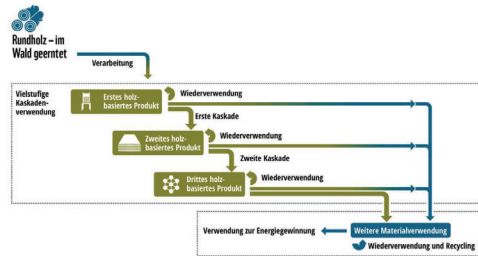 Rundholz – im
Wald geerntet
Verarbeitung
Vielstufige
Kaskaden-
verwendung
Erstes holz-
basiertes Produkt
Wiederverwendung
Erste Kaskade
Zweites holz-
basiertes Produkt
Wiederverwendung
Zweite Kaskade
Drittes holz-
basiertes Produkt
Wiederverwendung
Verwendung zur Energiegewinnung
Weitere Materialverwendung
Wiederverwendung und Recycling